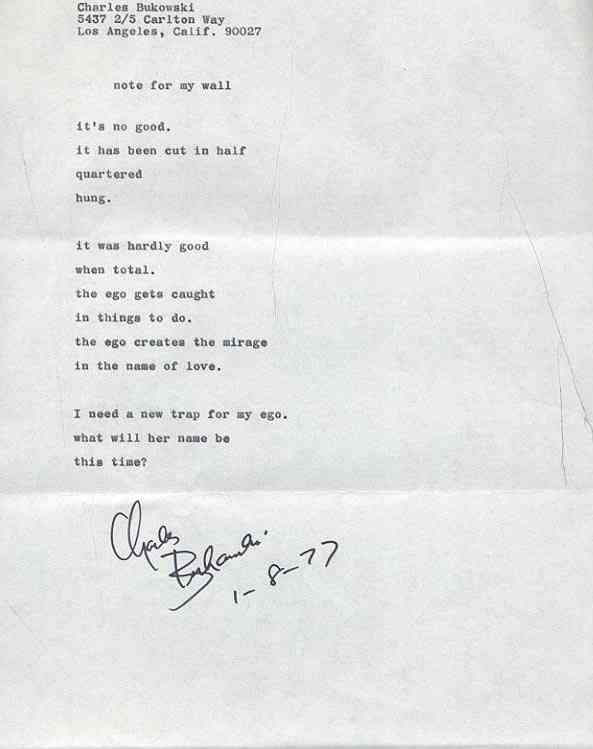 Charles Bukowski
5437 2/5 Carlton Way
Los Angeles, Calif. 90027
note for my wall
it's no good.
it has been cut in half
quartered
hung.
it was hardly good
when total.
the ego gets caught
in things to do.
the ego creates the mirage
in the name of love.
I need a new trap for my ego.
what will her name be
this time?
Charles
Bukowski
1-8-77